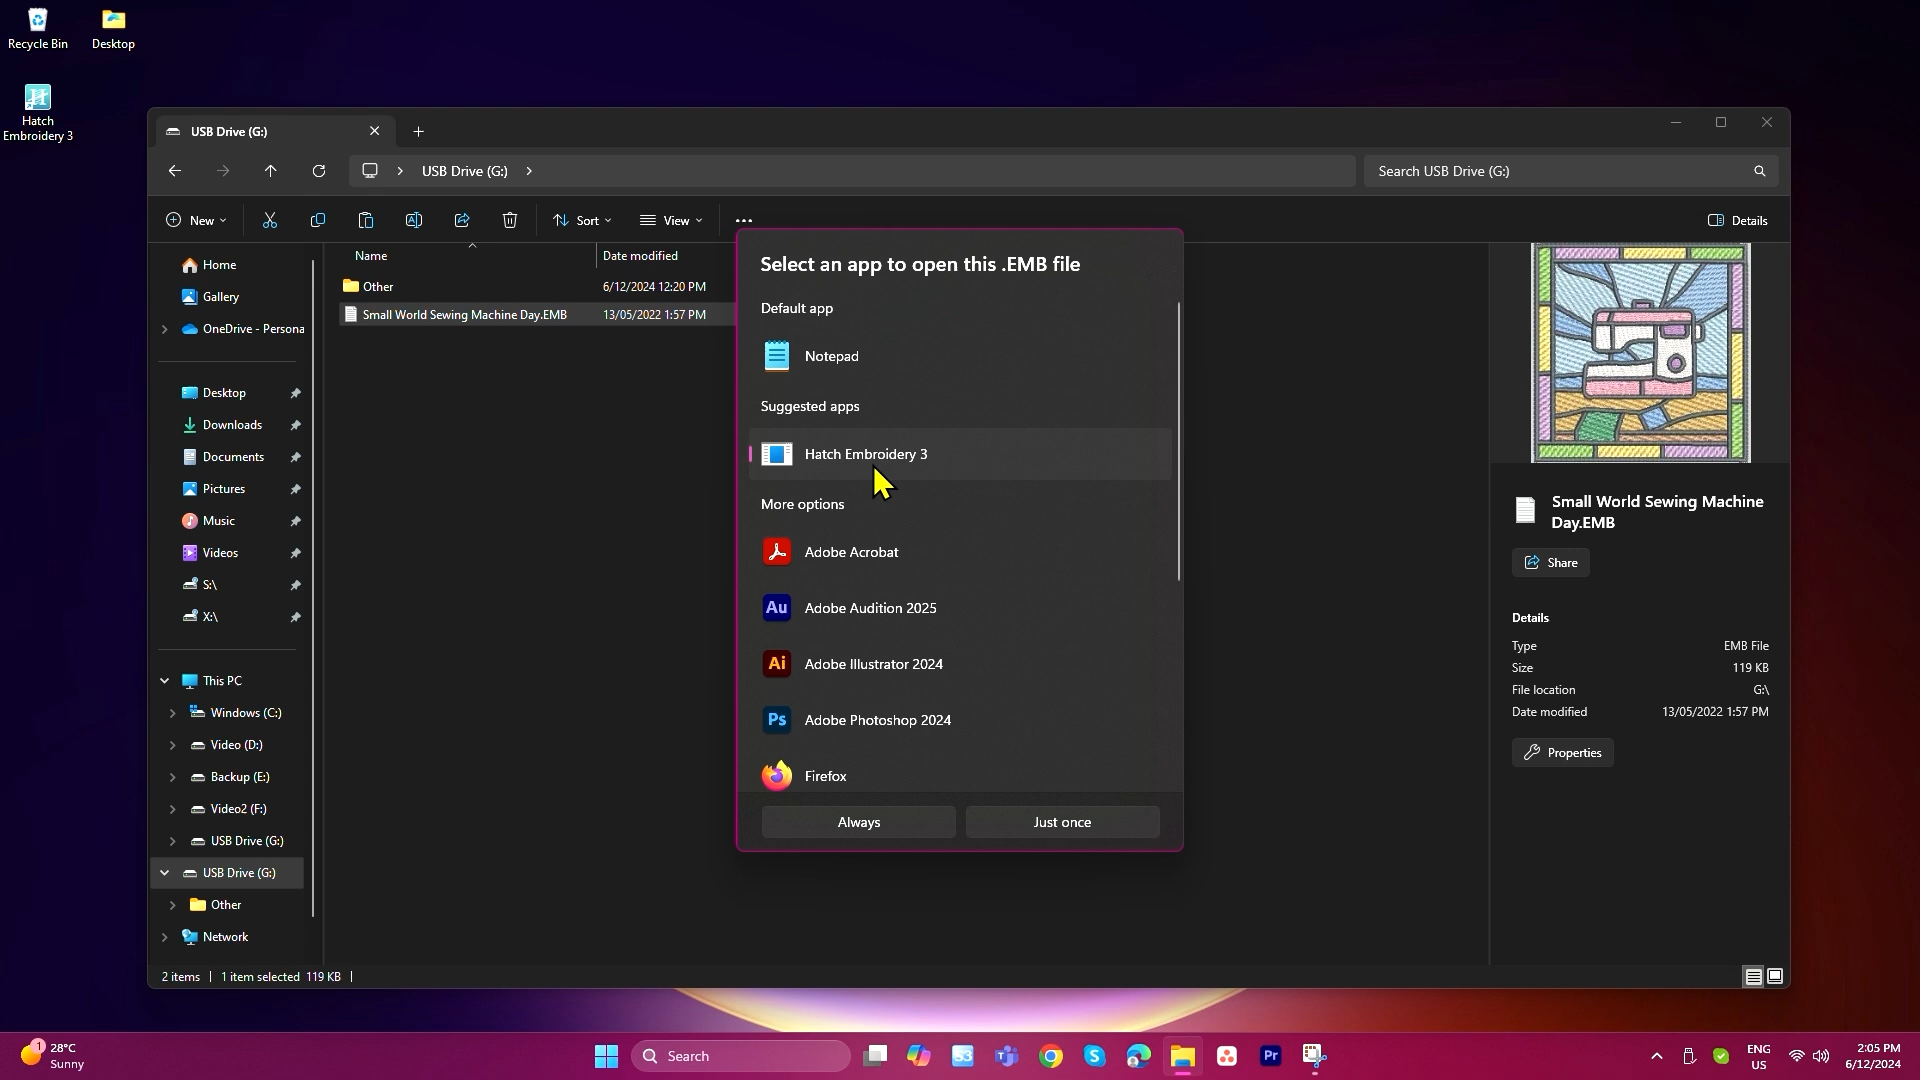 Recycle Bin
Desktop
Hatch
Embroidery 3
USB Drive (G:)
USB Drive (G:)
Search USB Drive (G:)
New
Sort
View
Details
Home
Gallery
OneDrive - Persona
Desktop
Downloads
Documents
Pictures
Music
Videos
S:\
X:\
This PC
Windows (C:)
Video (D:)
Backup (E:)
Video2 (F:)
USB Drive (G:)
USB Drive (G:)
Other
Network
Name
Date modified
Other
6/12/2024 12:20 PM
Small World Sewing Machine Day.EMB
13/05/2022 1:57 PM
Select an app to open this .EMB file
Default app
Notepad
Suggested apps
Hatch Embroidery 3
More options
Adobe Acrobat
Au
Adobe Audition 2025
Ai
Adobe Illustrator 2024
Ps
Adobe Photoshop 2024
Firefox
Always
Just once
Small World Sewing Machine
Day.EMB
Share
Details
Type
EMB File
Size
119 KB
File location
G:\
Date modified
13/05/2022 1:57 PM
Properties
2 items
1 item selected 119 KB
1
28°C
Sunny
Search
S3
Pr
ENG
US
2:05 PM
6/12/2024